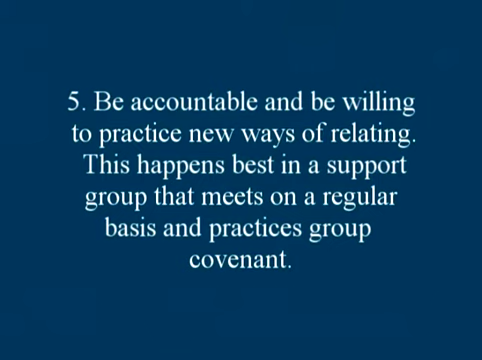 5. Be accountable and be willing
to practice new ways of relating.
This happens best in a support
group that meets on a regular
basis and practices group
covenant.